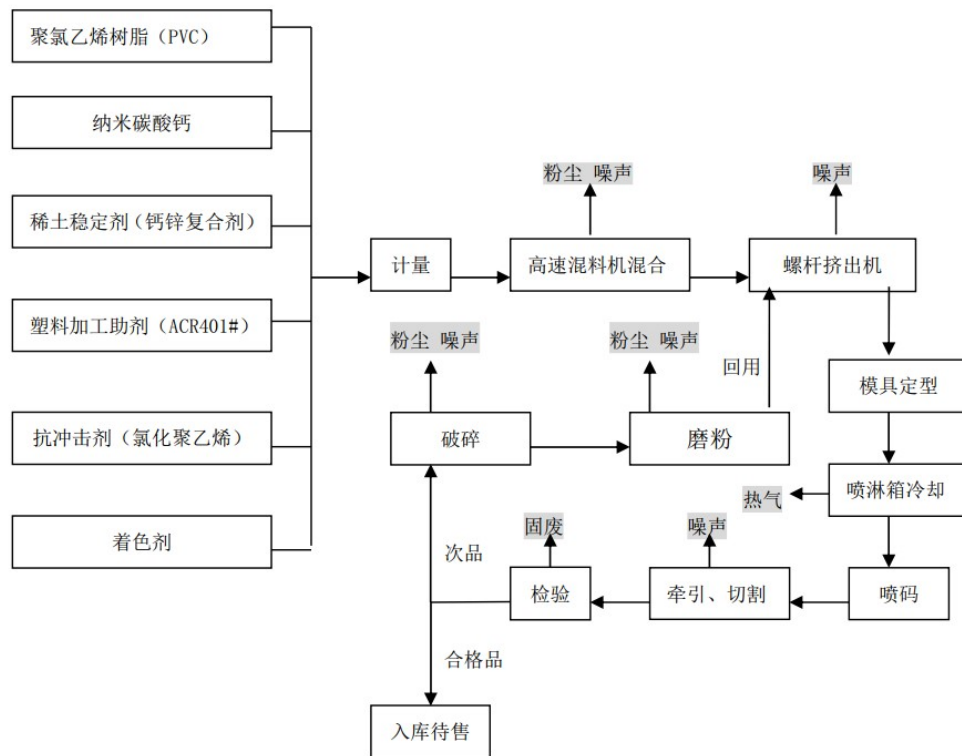 聚氯乙烯树脂（PVC）
纳米碳酸钙
粉尘 噪声
噪声
稀土稳定剂（钙锌复合剂）
计量
高速混料机混合
螺杆挤出机
塑料加工助剂（ACR401#）
粉尘 噪声
粉尘 噪声
回用
模具定型
抗冲击剂（氯化聚乙烯）
破碎
磨粉
喷淋箱冷却
热气
着色剂
次品
固废
噪声
检验
牵引、切割
喷码
合格品
入库待售